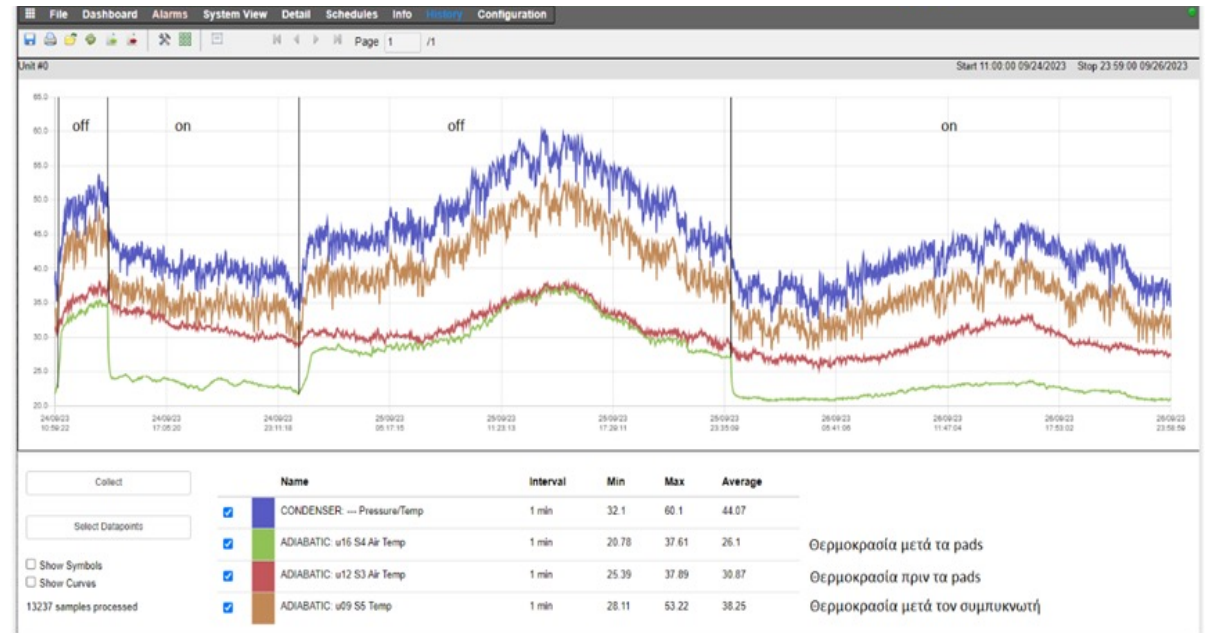 File Dashboard Alarms System View Detail Schedules Info History Configuration
Page 1 /1
Unit #0 Start 11:00:00 09/24/2023 Stop 23:59:00 09/26/2023
65.0
60.0
55.0
50.0
45.0
40.0
35.0
30.0
25.0
20.0
off on off on
24/09/23 24/09/23 24/09/23 25/09/23 25/09/23 25/09/23 25/09/23 26/09/23 26/09/23 26/09/23 26/09/23
10:59:22 17:05:20 23:11:18 05:17:15 11:23:13 17:29:11 23:35:09 05:41:06 11:47:04 17:53:02 23:58:59
Collect
Select Datapoints
Show Symbols
Show Curves
13237 samples processed
Name Interval Min Max Average
CONDENSER: --- Pressure/Temp 1 min 32.1 60.1 44.07
ADIABATIC: u16 S4 Air Temp 1 min 20.78 37.61 26.1 Θερμοκρασία μετά τα pads
ADIABATIC: u12 S3 Air Temp 1 min 25.39 37.89 30.87 Θερμοκρασία πριν τα pads
ADIABATIC: u09 S5 Temp 1 min 28.11 53.22 38.25 Θερμοκρασία μετά τον συμπυκνωτή